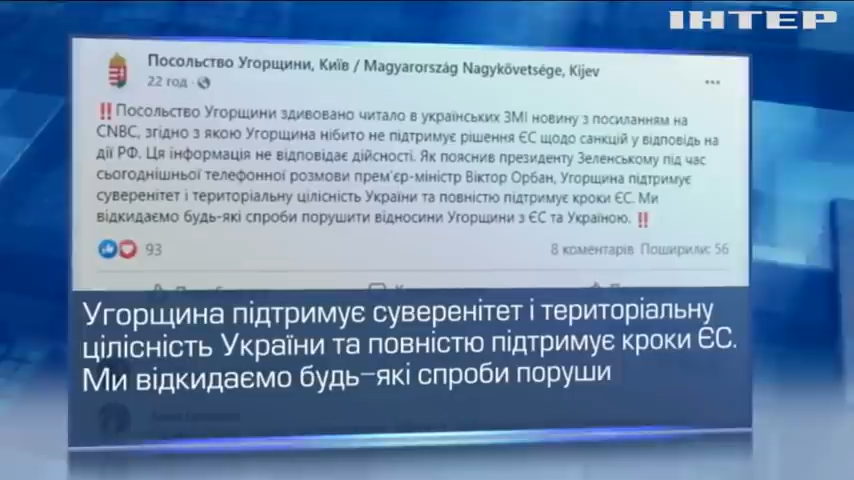 ІНТЕР
Посольство Угорщини, Київ / Magyarország Nagykövetsége, Kijev
22 год ·
‼️Посольство Угорщини здивовано читало в українських ЗМІ новину з посиланням на
CNBC, згідно з якою Угорщина нібито не підтримує рішення ЄС щодо санкцій у відповідь на
дії РФ. Ця інформація не відповідає дійсності. Як пояснив президенту Зеленському під час
сьогоднішньої телефонної розмови прем'єр-міністр Віктор Орбан, Угорщина підтримує
суверенітет і територіальну цілісність України та повністю підтримує кроки ЄС. Ми
відкидаємо будь-які спроби порушити відносини Угорщини з ЄС та Україною. ‼️
93
8 коментарів Поширили: 56
Угорщина підтримує суверенітет і територіальну
цілісність України та повністю підтримує кроки ЄС.
Ми відкидаємо будь-які спроби поруши